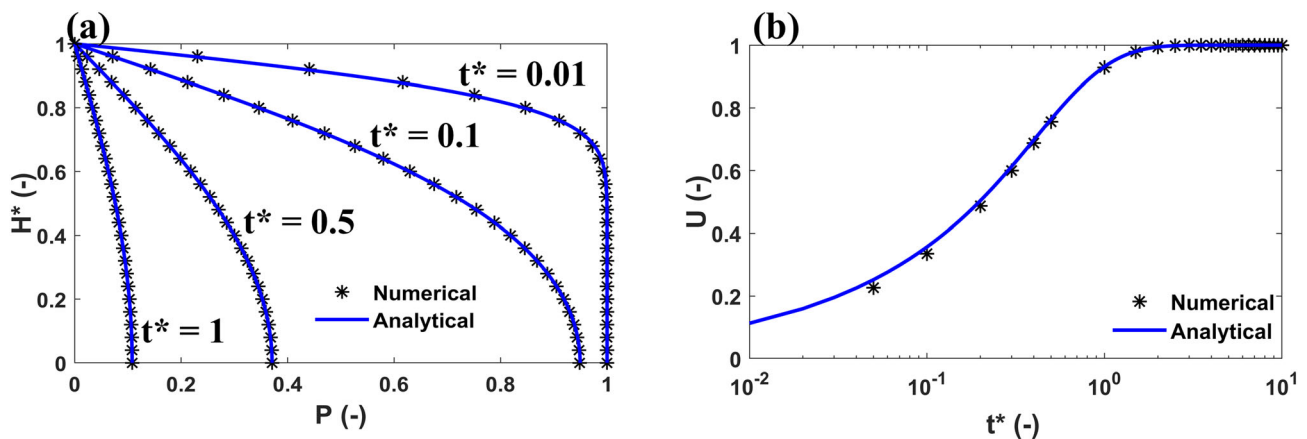 (a)
1
0.8
0.6
0.4
0.2
0
H* (-)
t* = 0.01
t* = 0.1
t* = 0.5
t* = 1
Numerical
Analytical
0 0.2 0.4 0.6 0.8 1
P (-)
(b)
1
0.8
0.6
0.4
0.2
0
U (-)
Numerical
Analytical
10-2 10-1 100 101
t* (-)